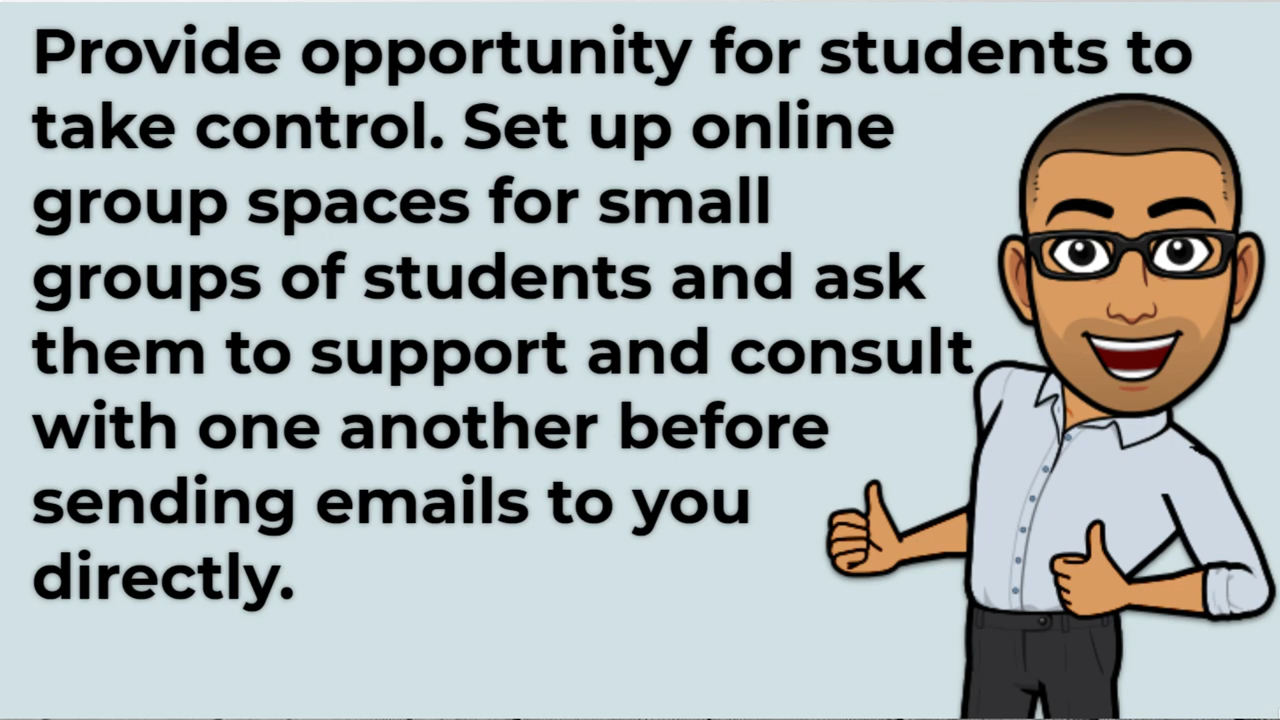 Provide opportunity for students to
take control. Set up online
group spaces for small
groups of students and ask
them to support and consult
with one another before
sending emails to you
directly.